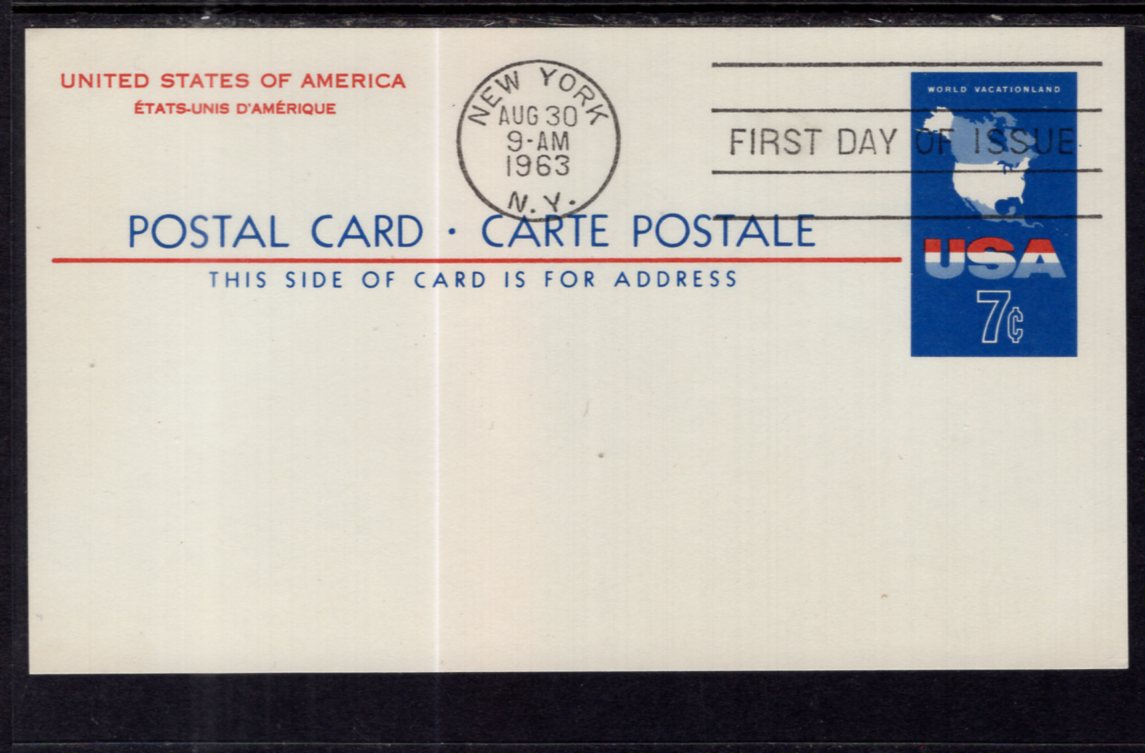 UNITED STATES OF AMERICA
ÉTATS-UNIS D'AMÉRIQUE
NEW YORK
AUG 30
9-AM
1963
N.Y.
FIRST DAY OF ISSUE
WORLD VACATIONLAND
USA
7¢
POSTAL CARD · CARTE POSTALE
THIS SIDE OF CARD IS FOR ADDRESS